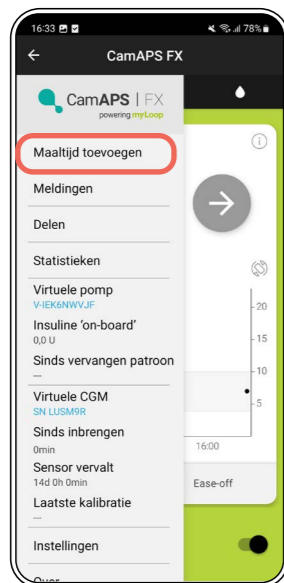 16:33
78%
CamAPS FX
CamAPS | FX
powering myLoop
Maaltijd toevoegen
Meldingen
Delen
Statistieken
Virtuele pomp
V-IEK6NWVJF
Insuline 'on-board'
0,0 U
Sinds vervangen patroon
---
Virtuele CGM
SN LUSM9R
Sinds inbrengen
0min
Sensor vervalt
14d 0h 0min
Laatste kalibratie
---
Instellingen
Over
20
15
10
5
16:00
Ease-off